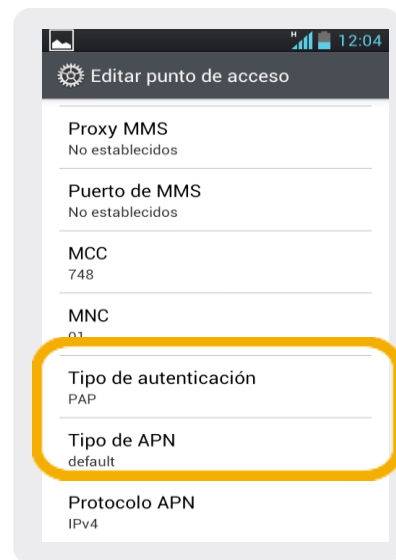 H 12:04
Editar punto de acceso
Proxy MMS
No establecidos
Puerto de MMS
No establecidos
MCC
748
MNC
01
Tipo de autenticación
PAP
Tipo de APN
default
Protocolo APN
IPv4